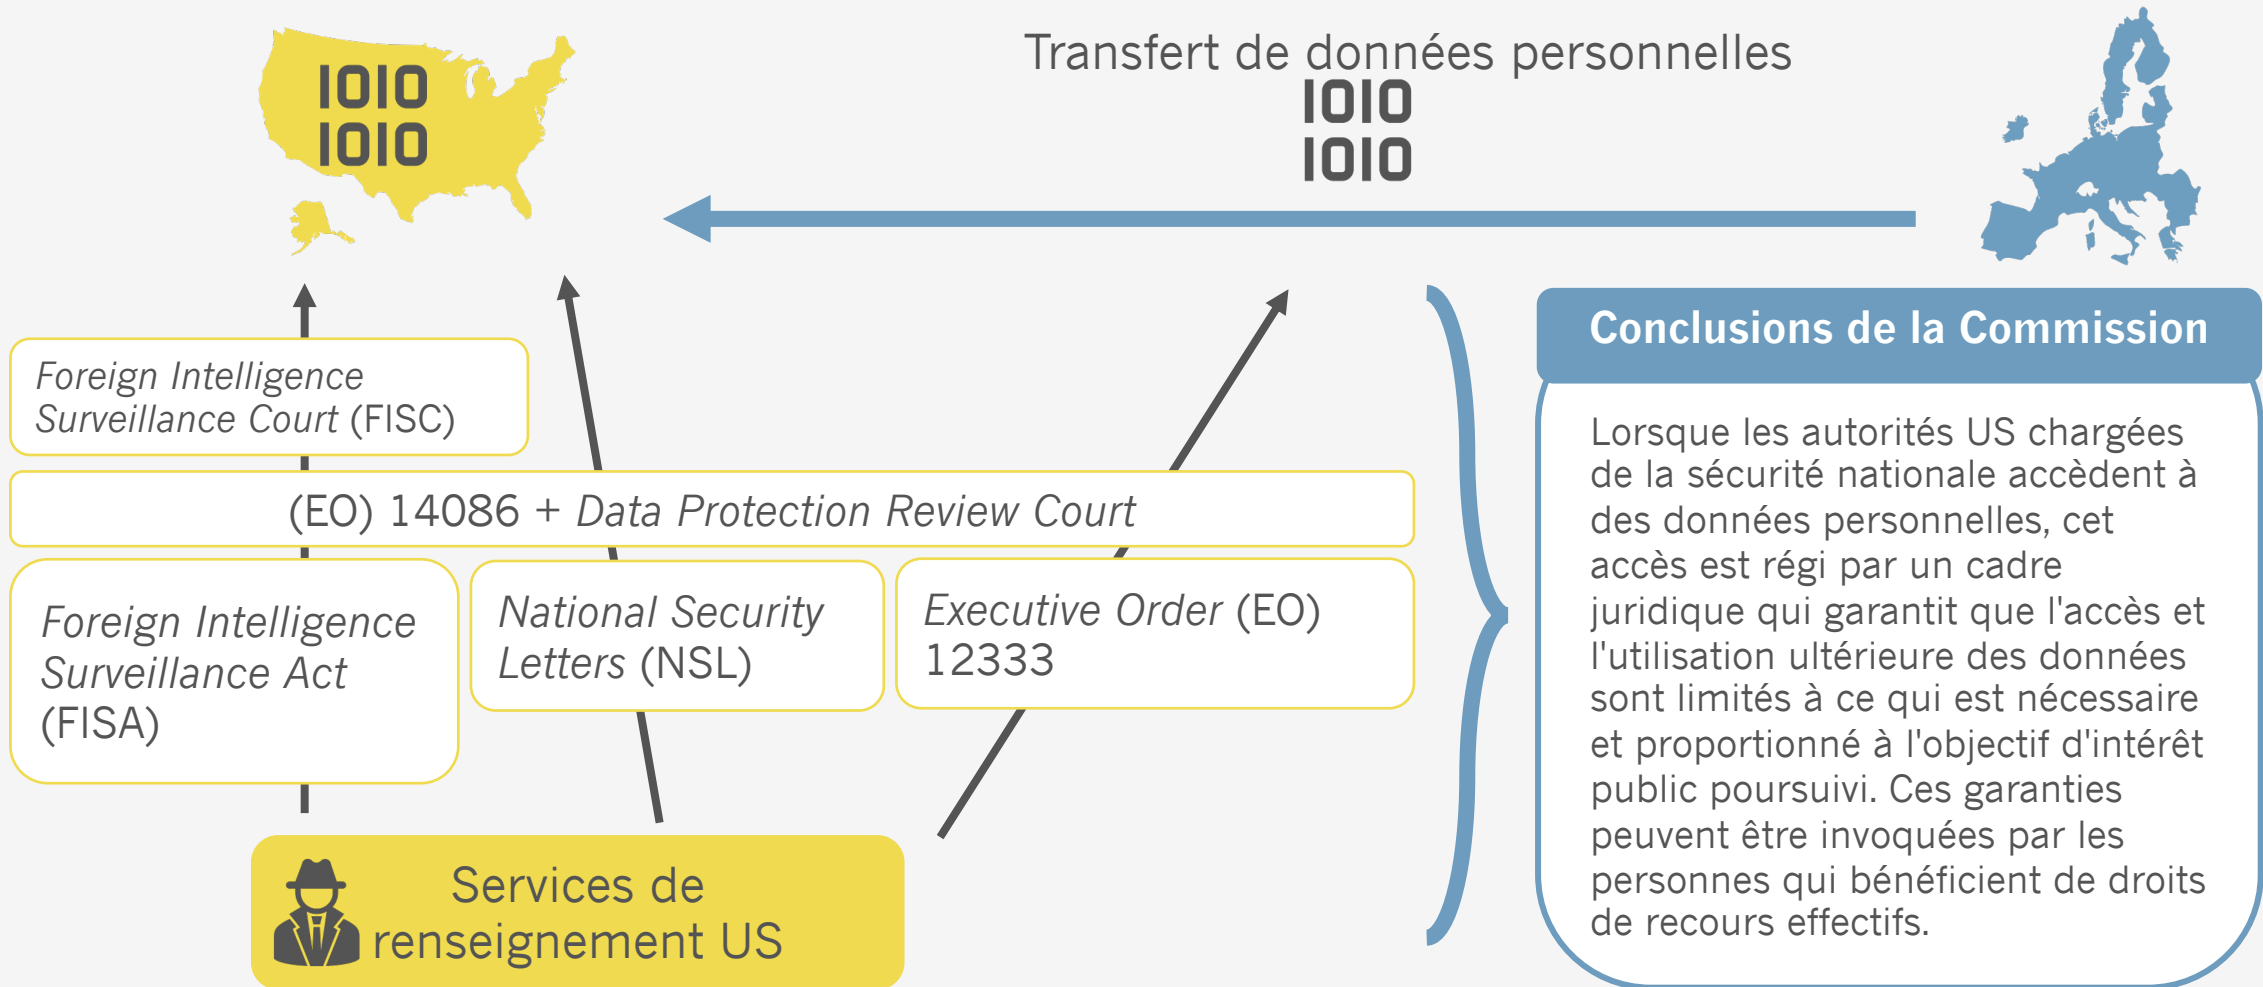 Transfert de données personnelles
1010
1010
1010
1010
Foreign Intelligence
Surveillance Court (FISC)
(EO) 14086 + Data Protection Review Court
Foreign Intelligence
Surveillance Act
(FISA)
National Security
Letters (NSL)
Executive Order (EO)
12333
Services de
renseignement US
Conclusions de la Commission
Lorsque les autorités US chargées
de la sécurité nationale accèdent à
des données personnelles, cet
accès est régi par un cadre
juridique qui garantit que l'accès et
l'utilisation ultérieure des données
sont limités à ce qui est nécessaire
et proportionné à l'objectif d'intérêt
public poursuivi. Ces garanties
peuvent être invoquées par les
personnes qui bénéficient de droits
de recours effectifs.